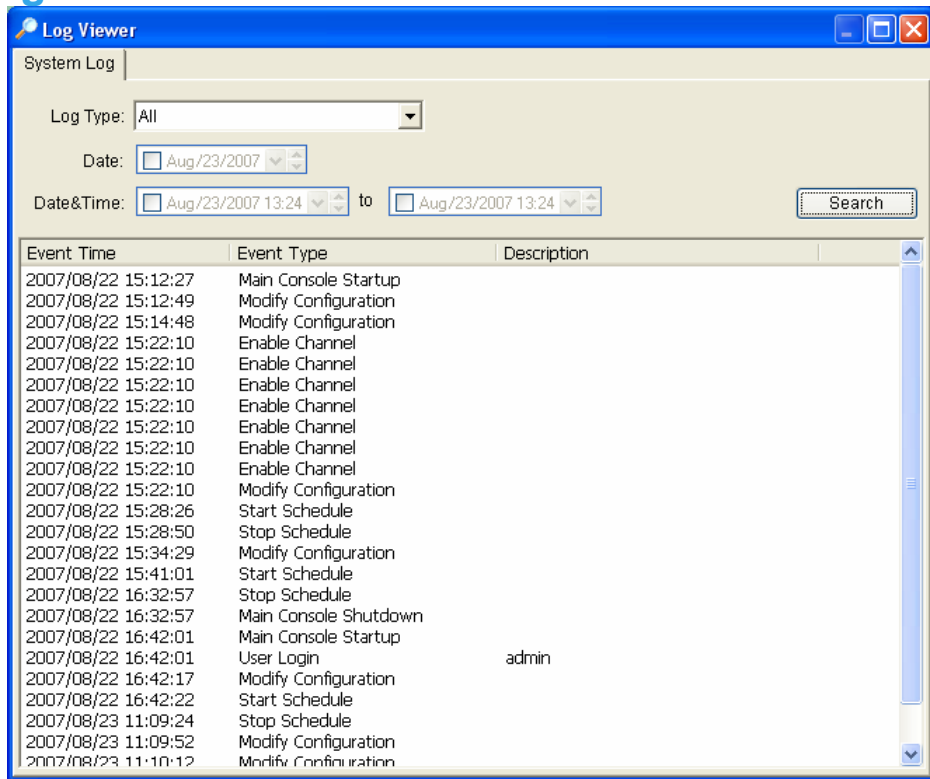 Log Viewer
System Log
Log Type: All
Date: Aug/23/2007
Date&Time: Aug/23/2007 13:24 to Aug/23/2007 13:24 Search
Event Time Event Type Description
2007/08/22 15:12:27 Main Console Startup
2007/08/22 15:12:49 Modify Configuration
2007/08/22 15:14:48 Modify Configuration
2007/08/22 15:22:10 Enable Channel
2007/08/22 15:22:10 Enable Channel
2007/08/22 15:22:10 Enable Channel
2007/08/22 15:22:10 Enable Channel
2007/08/22 15:22:10 Enable Channel
2007/08/22 15:22:10 Enable Channel
2007/08/22 15:22:10 Enable Channel
2007/08/22 15:22:10 Modify Configuration
2007/08/22 15:28:26 Start Schedule
2007/08/22 15:28:50 Stop Schedule
2007/08/22 15:34:29 Modify Configuration
2007/08/22 15:41:01 Start Schedule
2007/08/22 16:32:57 Stop Schedule
2007/08/22 16:32:57 Main Console Shutdown
2007/08/22 16:42:01 Main Console Startup
2007/08/22 16:42:01 User Login admin
2007/08/22 16:42:17 Modify Configuration
2007/08/22 16:42:22 Start Schedule
2007/08/23 11:09:24 Stop Schedule
2007/08/23 11:09:52 Modify Configuration
2007/08/23 11:10:12 Modify Configuration